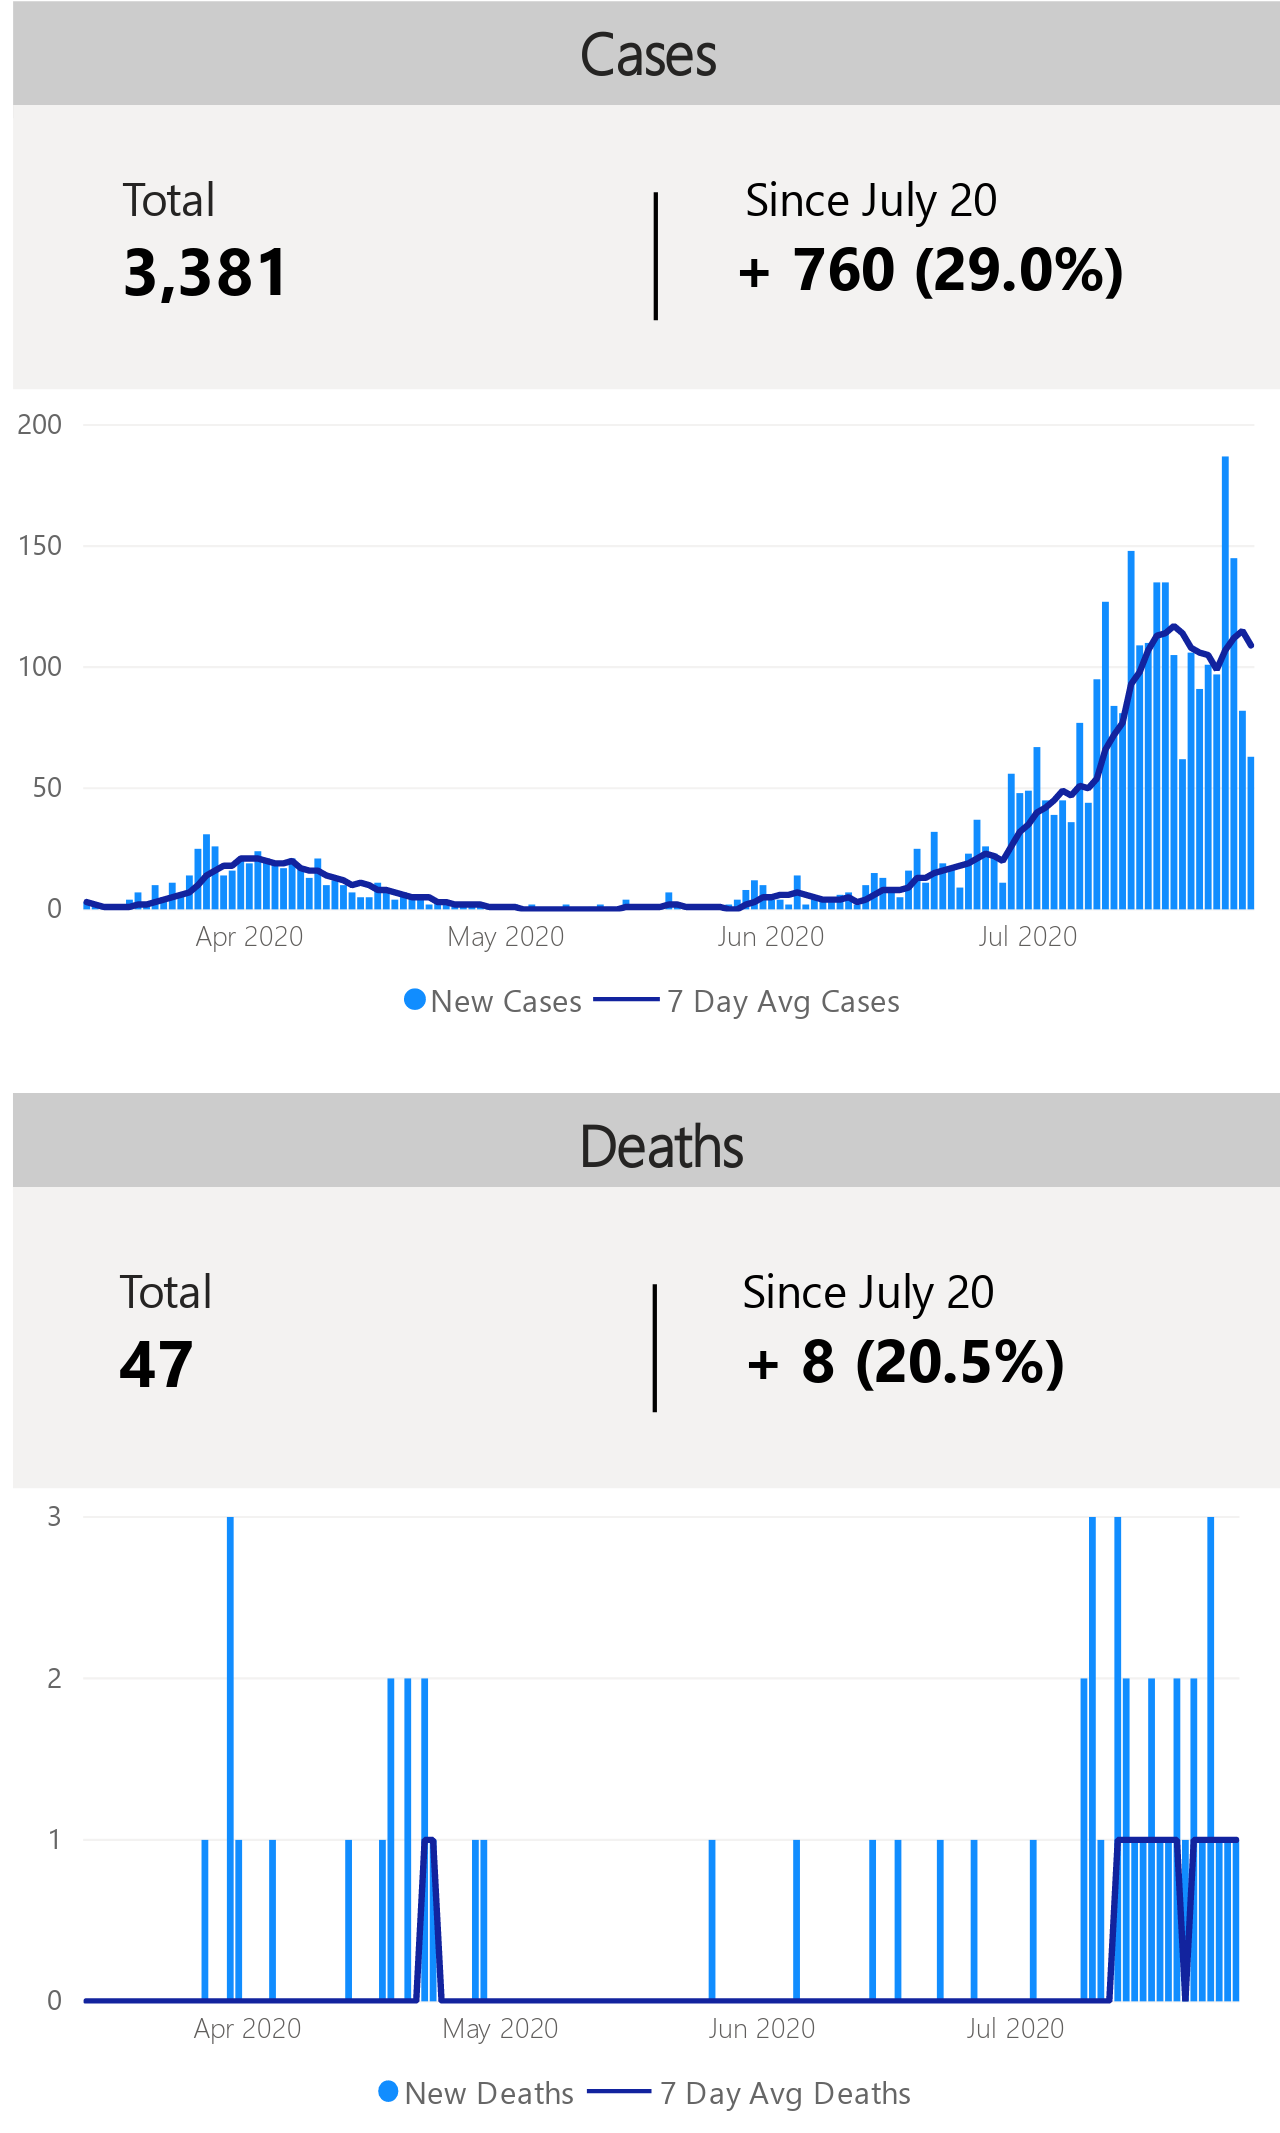 Cases
Total
Since July 20
3,381
+ 760 (29.0%)
200
150
100
50
0
Apr 2020
May 2020
Jun 2020
Jul 2020
New Cases
7 Day Avg Cases
Deaths
Total
Since July 20
47
+ 8 (20.5%)
3
2
1
0
Apr 2020
May 2020
Jun 2020
Jul 2020
New Deaths
7 Day Avg Deaths